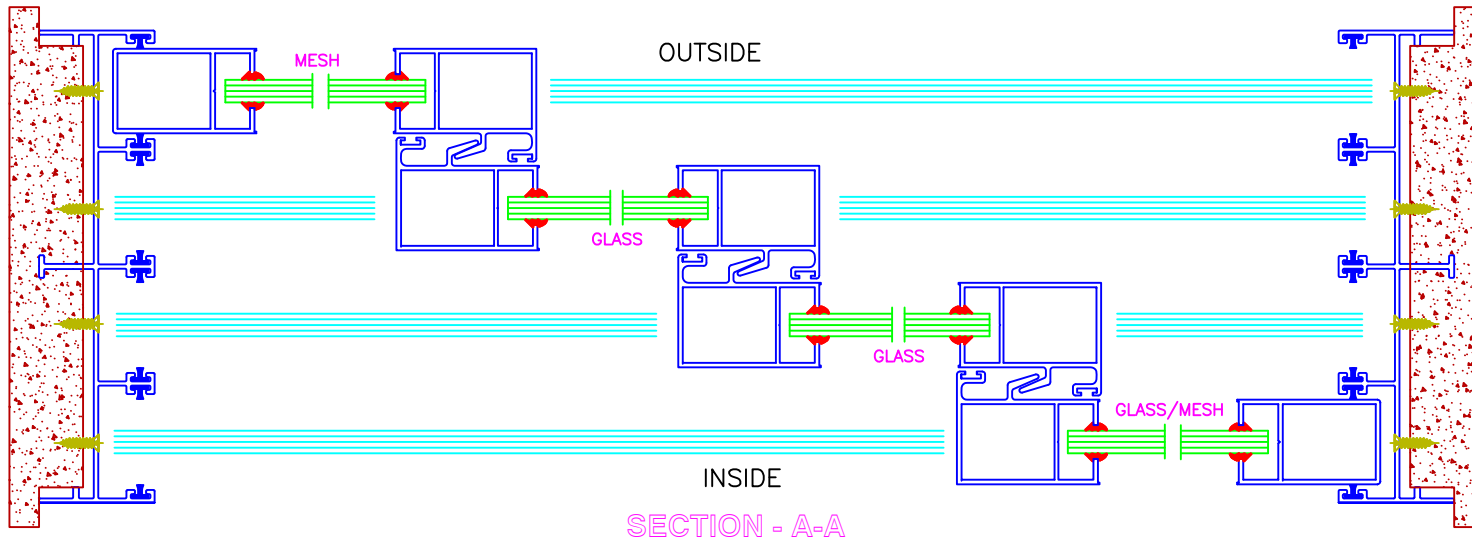 OUTSIDE
MESH
GLASS
GLASS
GLASS/MESH
INSIDE
SECTION - A-A